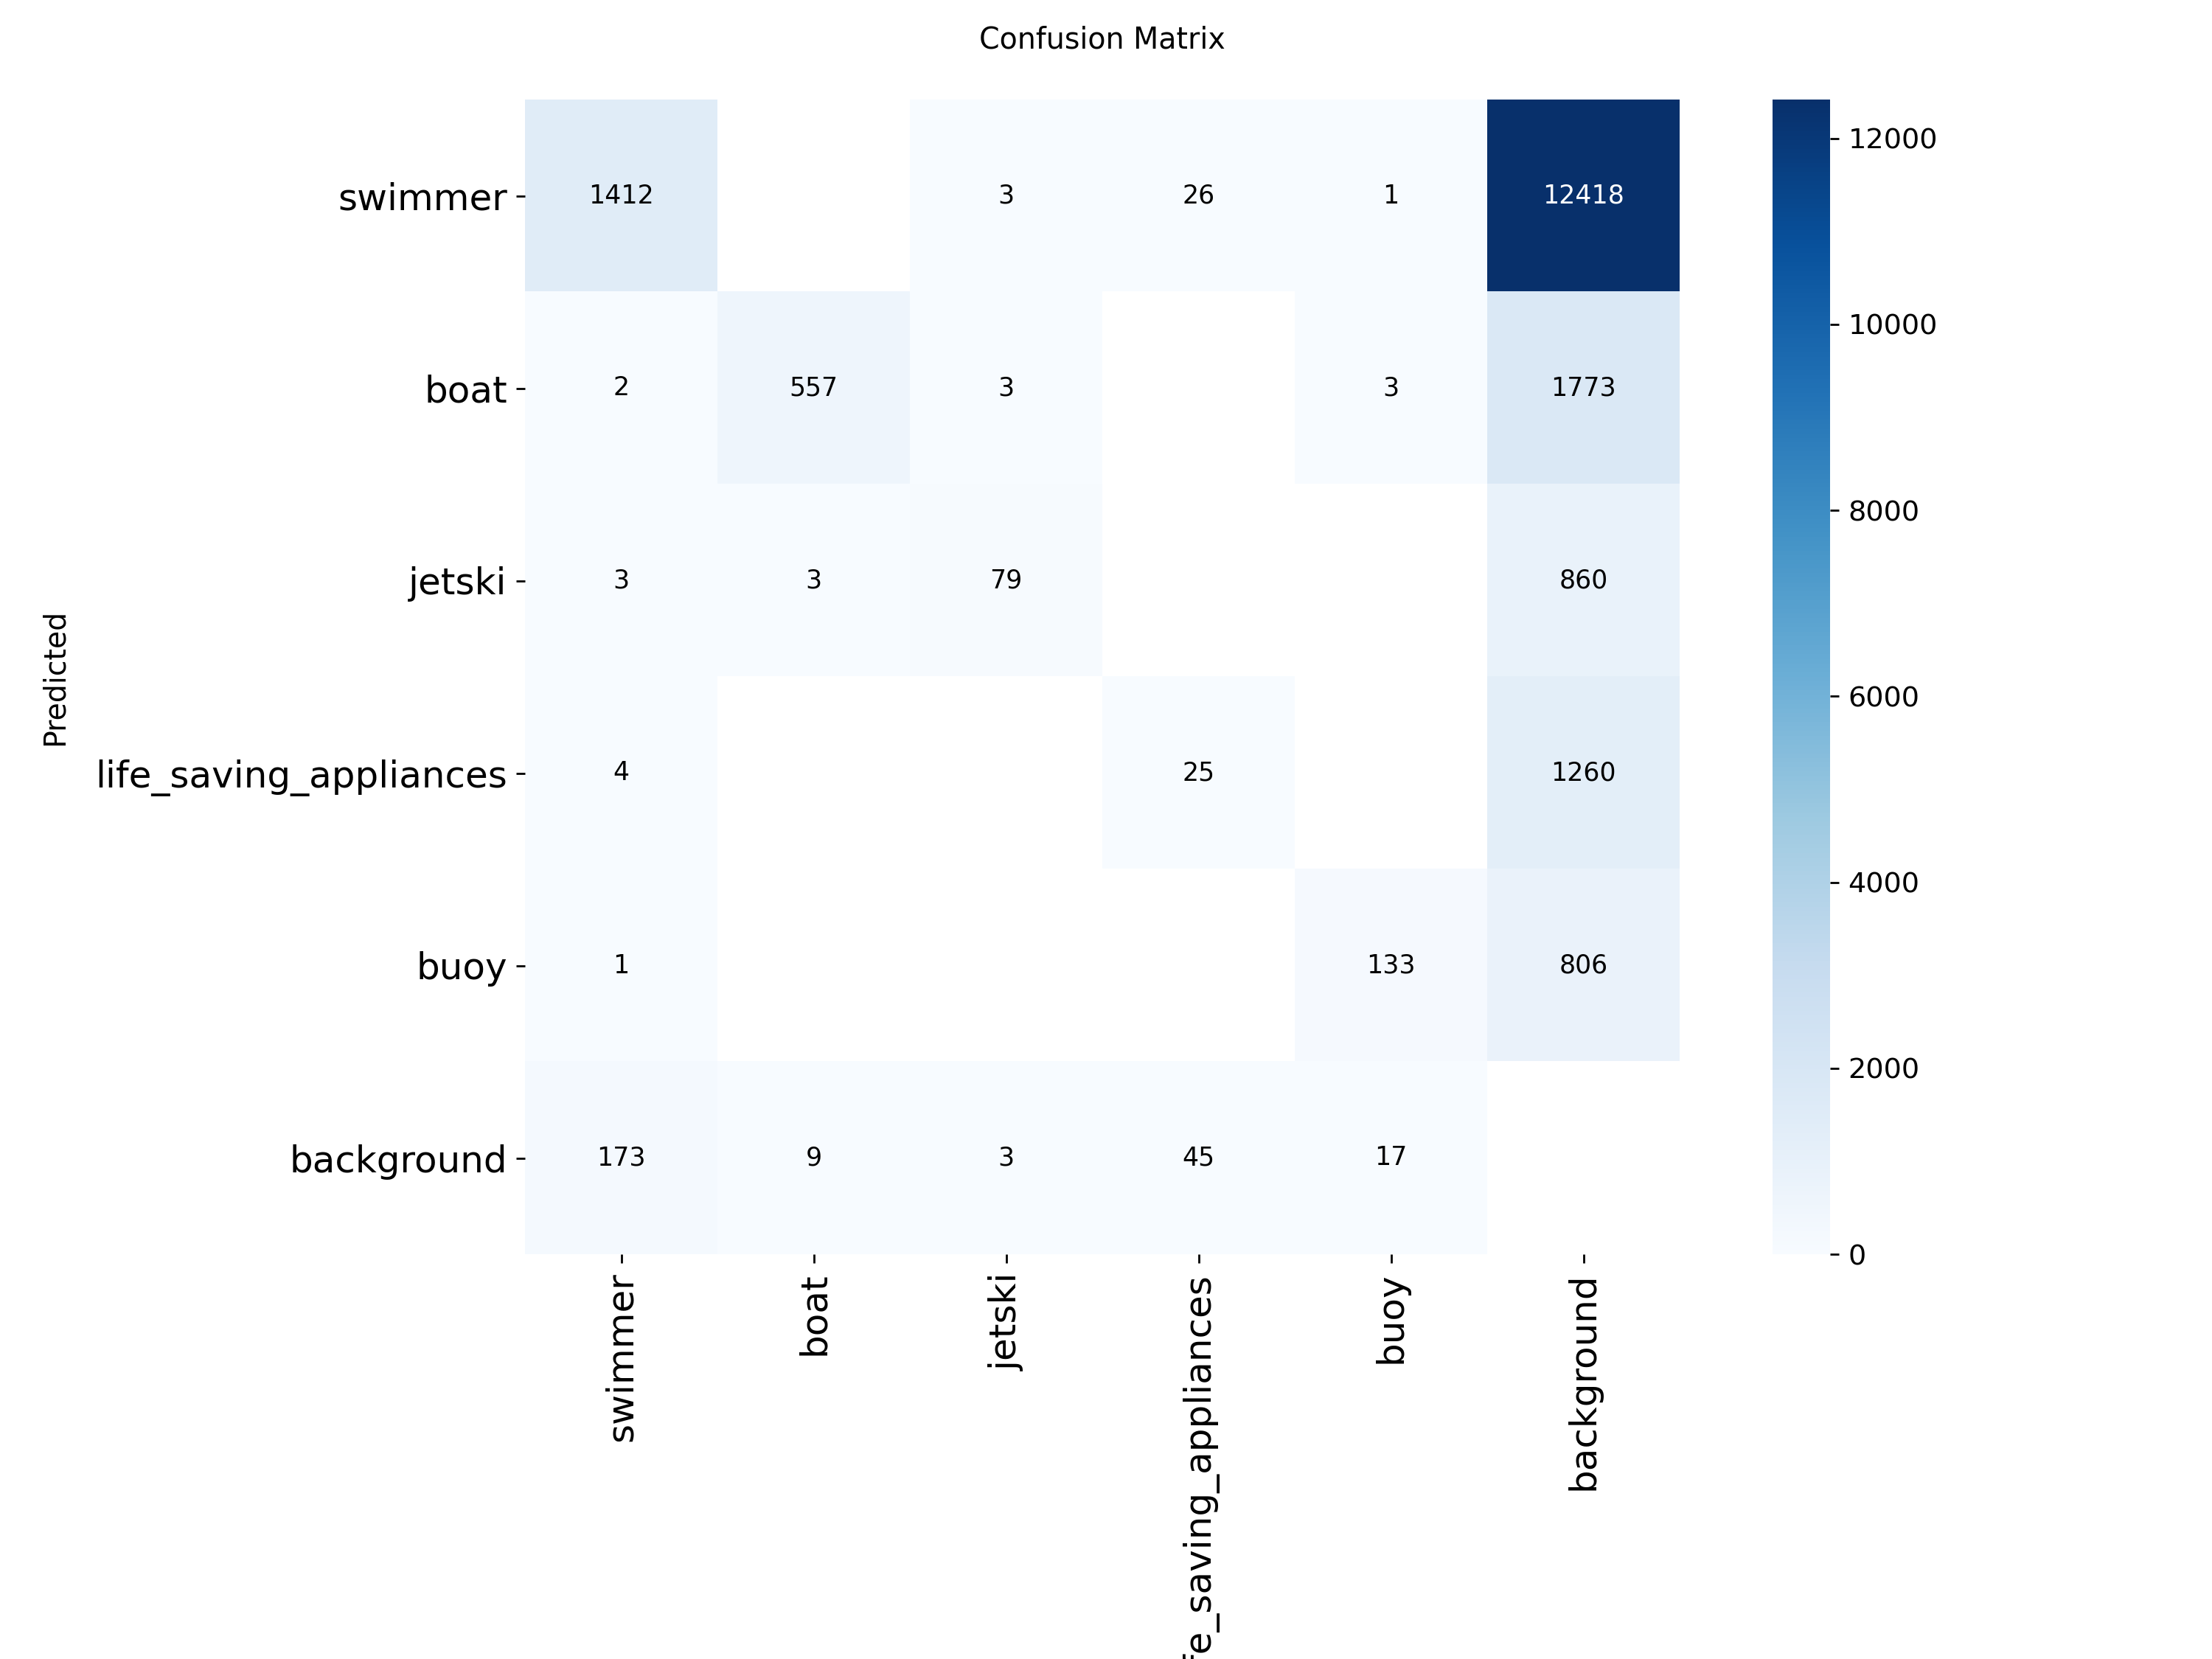 Confusion Matrix
swimmer 1412 3 26 1 12418
boat 2 557 3 3 1773
jetski 3 3 79 860
life_saving_appliances 4 25 1260
buoy 1 133 806
background 173 9 3 45 17
Predicted
swimmer
boat
jetski
fe_saving_appliances
buoy
background
12000
10000
8000
6000
4000
2000
0